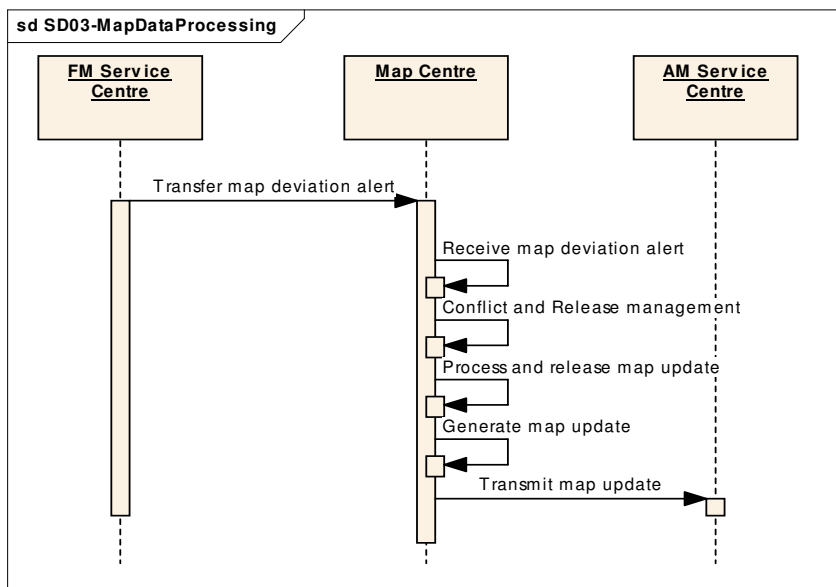 sd SD03-MapDataProcessing
FM Service
Centre
Map Centre
AM Service
Centre
Transfer map deviation alert
Receive map deviation alert
Conflict and Release management
Process and release map update
Generate map update
Transmit map update